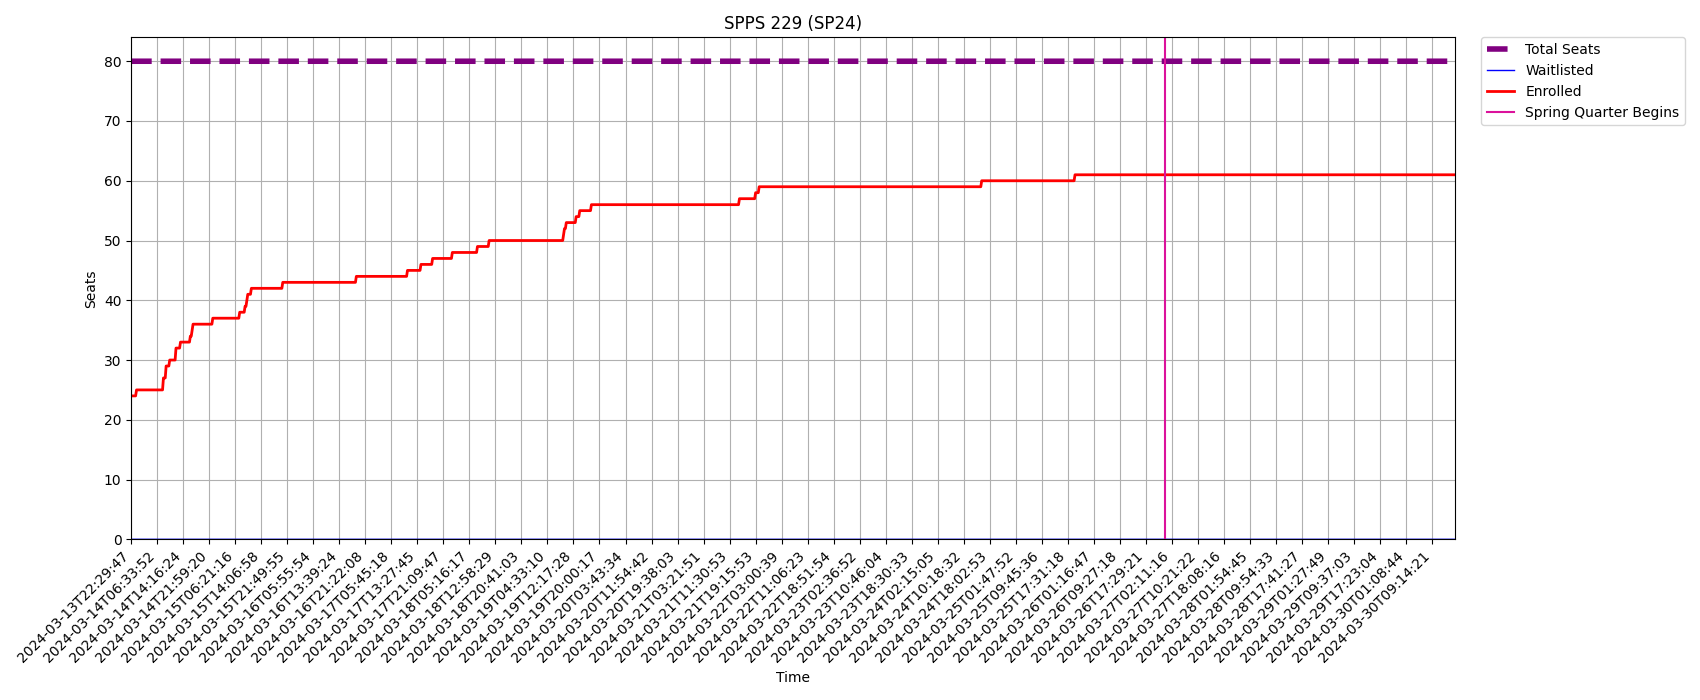 SPPS 229 (SP24)
Total Seats
Waitlisted
Enrolled
Spring Quarter Begins
Seats
80
70
60
50
40
30
20
10
0
2024-03-13T22:29:47
2024-03-14T06:33:52
2024-03-14T14:16:24
2024-03-14T21:59:20
2024-03-15T06:21:16
2024-03-15T14:06:58
2024-03-15T21:49:55
2024-03-16T05:55:54
2024-03-16T13:39:24
2024-03-16T21:22:08
2024-03-17T05:45:18
2024-03-17T13:27:45
2024-03-17T21:09:47
2024-03-18T05:16:17
2024-03-18T12:58:29
2024-03-18T20:41:03
2024-03-19T04:33:10
2024-03-19T12:17:28
2024-03-19T20:00:17
2024-03-20T03:43:34
2024-03-20T11:54:42
2024-03-20T19:38:03
2024-03-21T03:21:51
2024-03-21T11:30:53
2024-03-21T19:15:53
2024-03-22T03:00:39
2024-03-22T11:06:23
2024-03-22T18:51:54
2024-03-23T02:36:52
2024-03-23T10:46:04
2024-03-23T18:30:33
2024-03-24T02:15:05
2024-03-24T10:18:32
2024-03-24T18:02:53
2024-03-25T01:47:52
2024-03-25T09:45:36
2024-03-25T17:31:18
2024-03-26T01:16:47
2024-03-26T09:27:18
2024-03-26T17:29:21
2024-03-27T02:11:16
2024-03-27T10:21:22
2024-03-27T18:08:16
2024-03-28T01:54:45
2024-03-28T09:54:33
2024-03-28T17:41:27
2024-03-29T01:27:49
2024-03-29T09:37:03
2024-03-29T17:23:04
2024-03-30T01:08:44
2024-03-30T09:14:21
Time